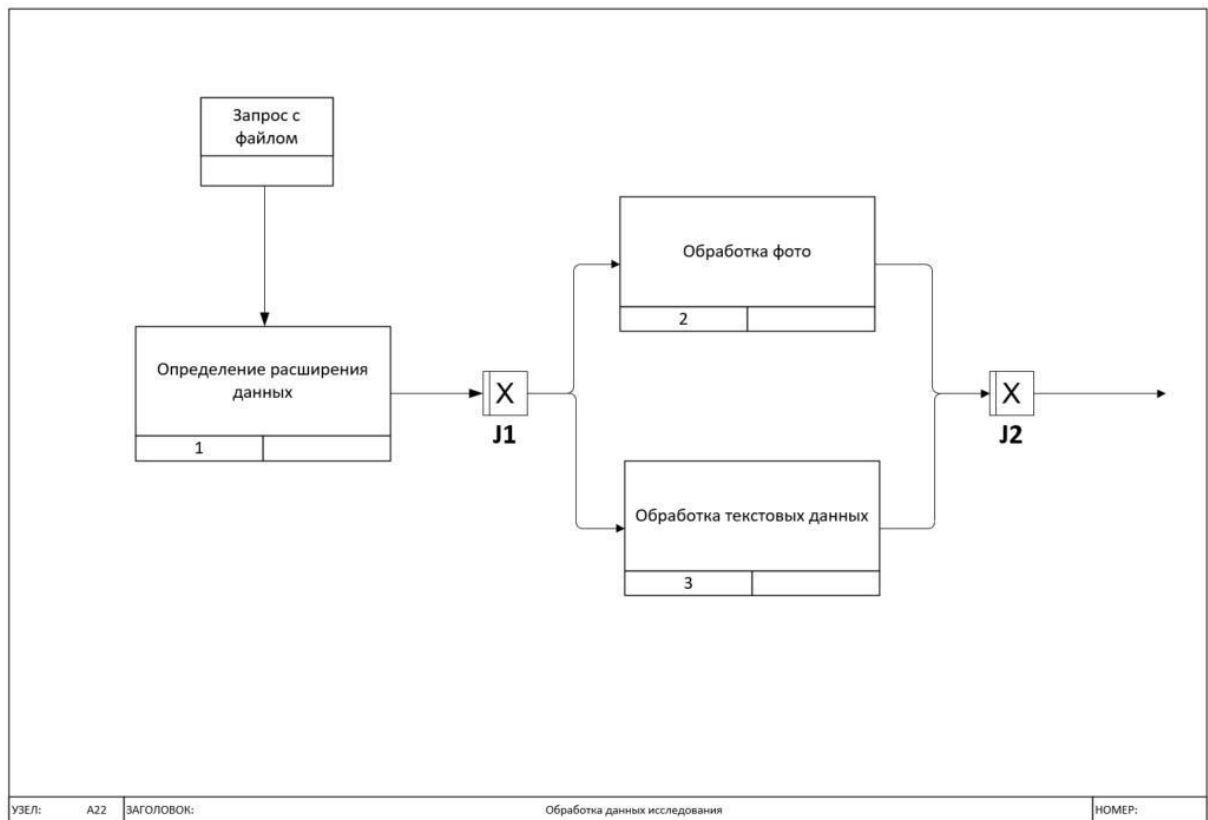 Запрос с
файлом
Обработка фото
2
Определение расширения
данных
1
X
J1
X
J2
Обработка текстовых данных
3
УЗЕЛ: A22 ЗАГОЛОВОК: Обработка данных исследования НОМЕР: